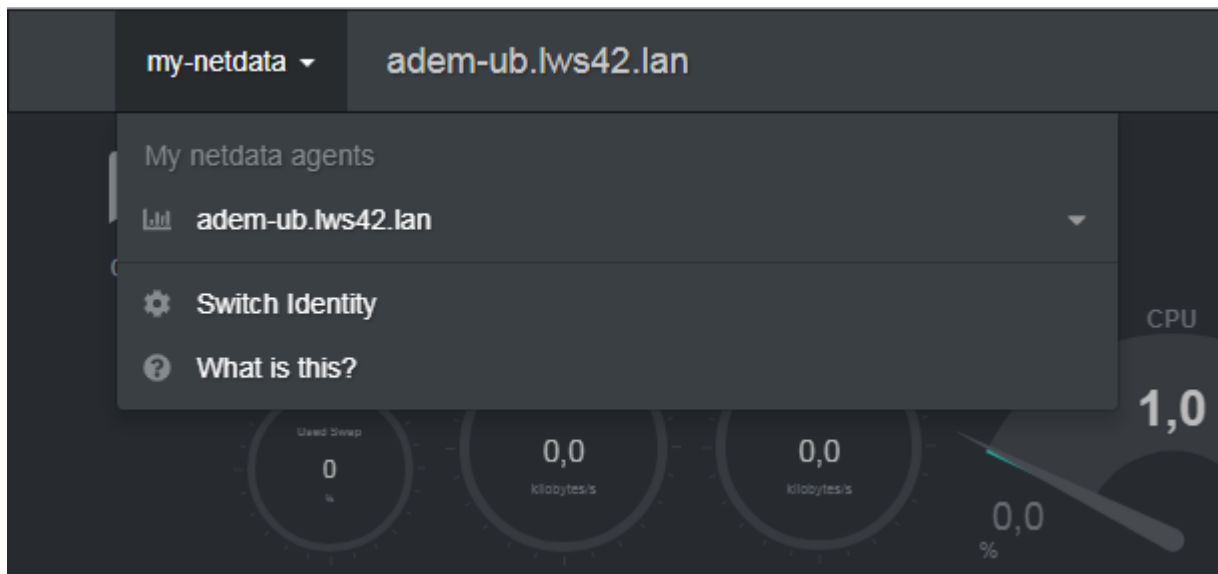 my-netdata
adem-ub.lws42.lan
My netdata agents
adem-ub.lws42.lan
Switch Identity
What is this?
CPU
1,0
Used Swap
0
%
0,0
kilobytes/s
0,0
kilobytes/s
0,0
%